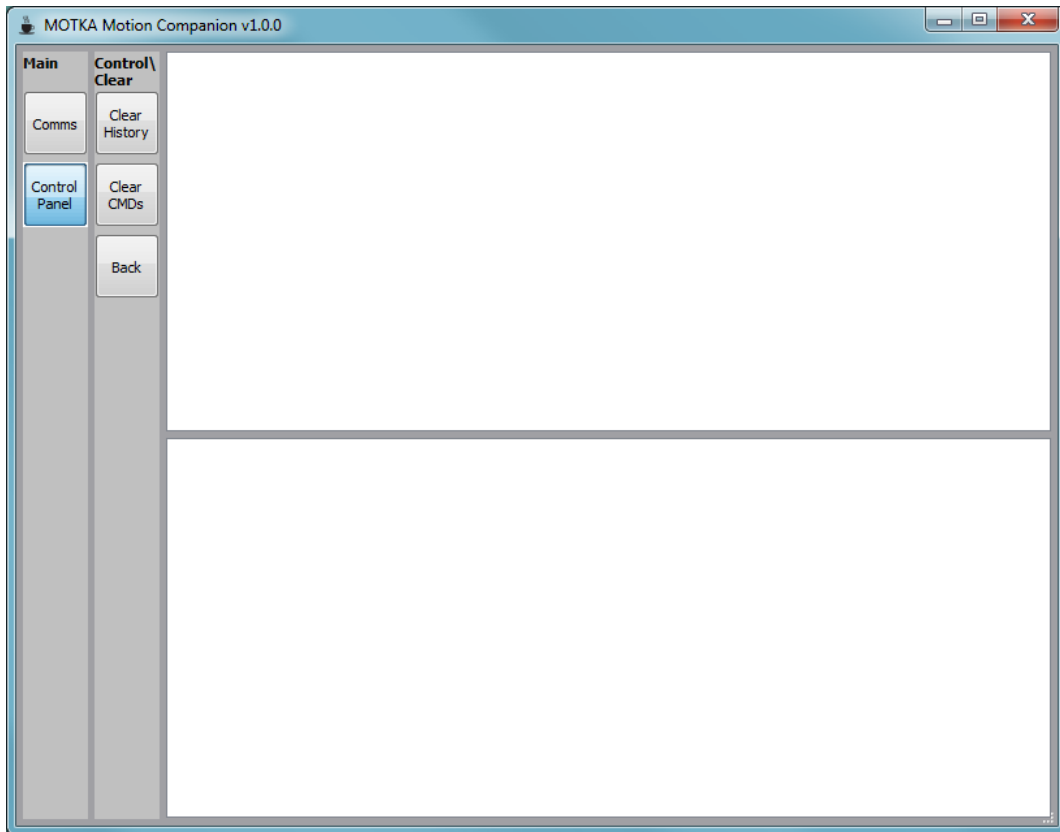 MOTKA Motion Companion v1.0.0
Main
Comms
Control
Panel
Control\
Clear
Clear
History
Clear
CMDs
Back